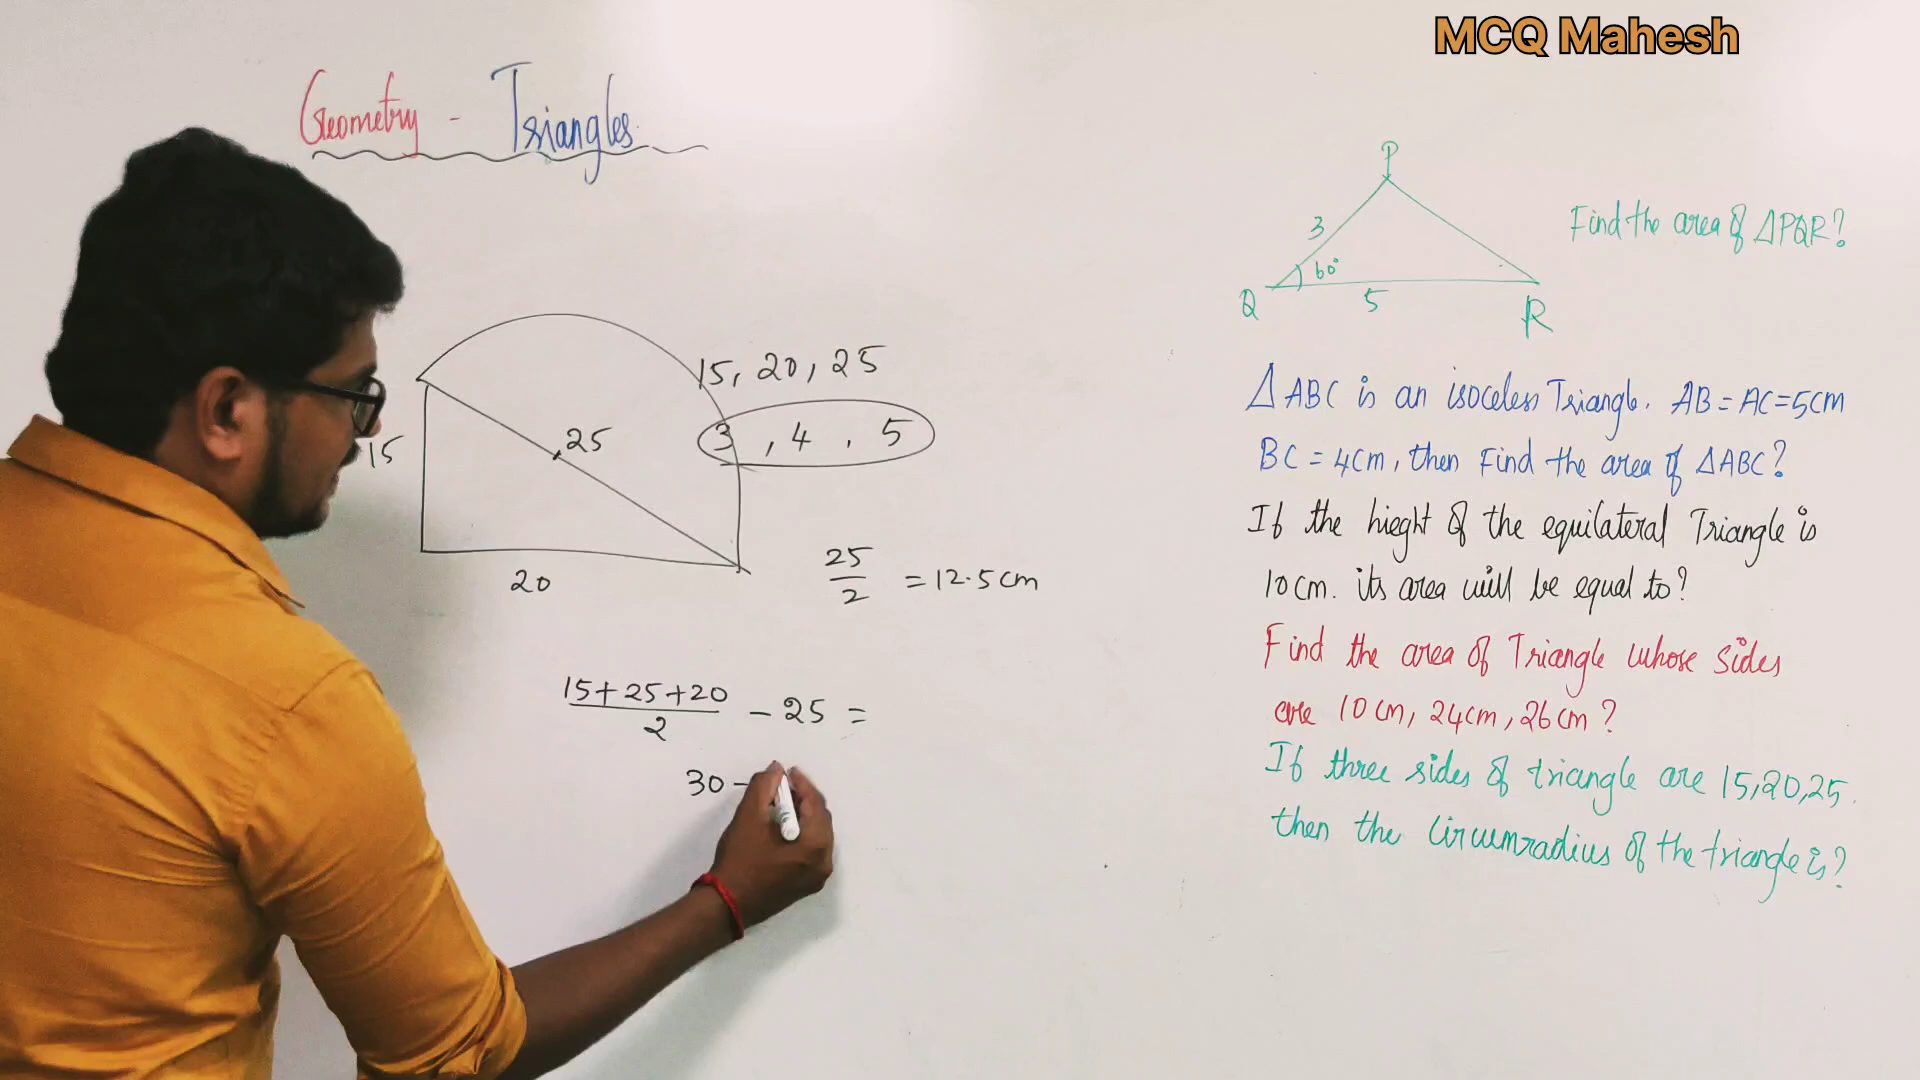 MCQ Mahesh
Geometry - Triangles
15, 20, 25
3, 4, 5
15
25
20
25/2 = 12.5cm
15+25+20/2 - 25 =
30 -
P
3
60°
Q
5
R
Find the area of △PQR?
△ABC is an isoceless Triangle. AB = AC = 5cm
BC = 4cm, then Find the area of △ABC?
If the hieght of the equilateral Triangle is
10cm. its area will be equal to?
Find the area of Triangle whose sides
are 10cm, 24cm, 26cm?
If three sides of triangle are 15,20,25.
then the Circumradius of the triangle is?